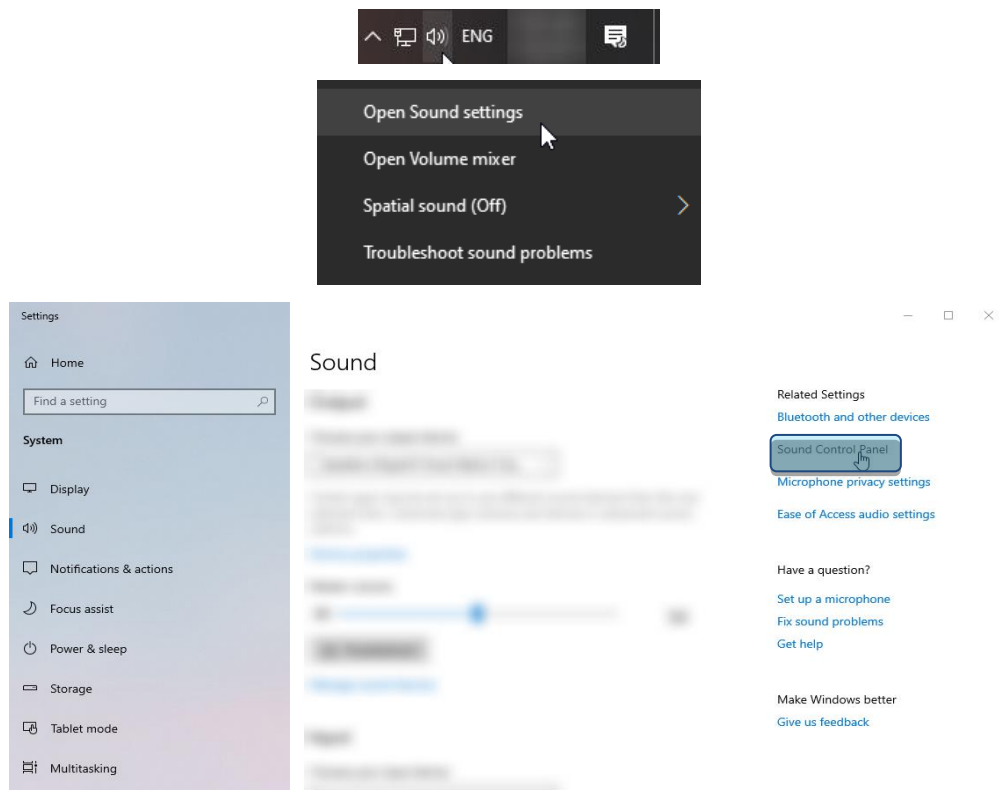 ENG
Open Sound settings
Open Volume mixer
Spatial sound (Off)
Troubleshoot sound problems
Settings
Home
Find a setting
System
Display
Sound
Notifications & actions
Focus assist
Power & sleep
Storage
Tablet mode
Multitasking
Sound
Related Settings
Bluetooth and other devices
Sound Control Panel
Microphone privacy settings
Ease of Access audio settings
Have a question?
Set up a microphone
Fix sound problems
Get help
Make Windows better
Give us feedback